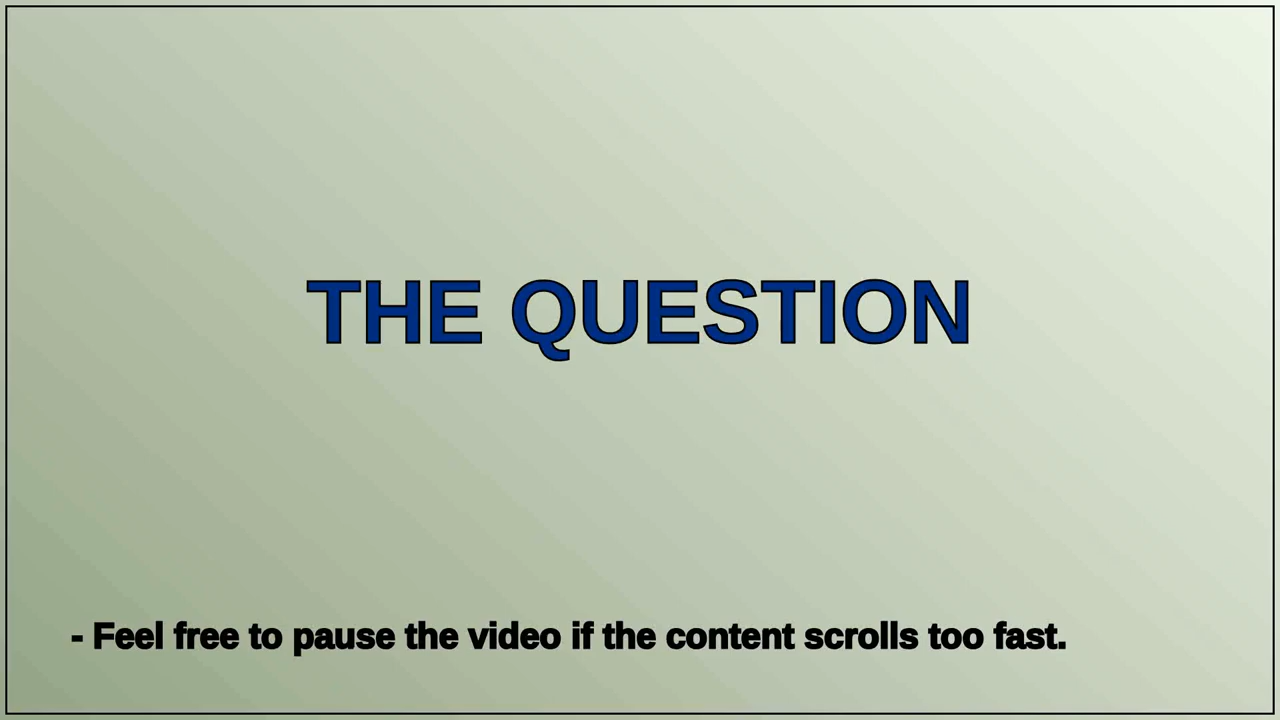 THE QUESTION
- Feel free to pause the video if the content scrolls too fast.